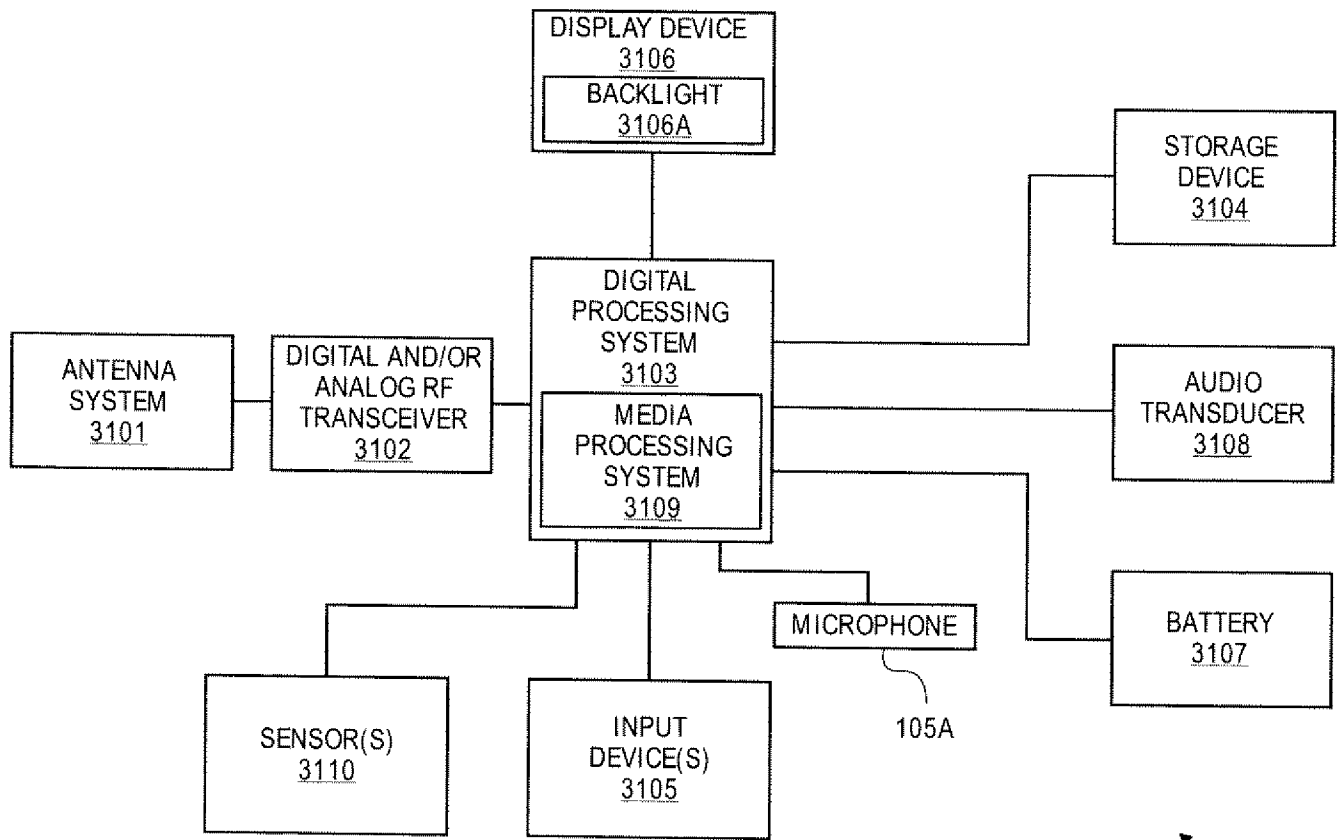 DISPLAY DEVICE
3106
BACKLIGHT
3106A
STORAGE
DEVICE
3104
DIGITAL
PROCESSING
SYSTEM
3103
MEDIA
PROCESSING
SYSTEM
3109
ANTENNA
SYSTEM
3101
DIGITAL AND/OR
ANALOG RF
TRANSCEIVER
3102
AUDIO
TRANSDUCER
3108
MICROPHONE
105A
BATTERY
3107
SENSOR(S)
3110
INPUT
DEVICE(S)
3105